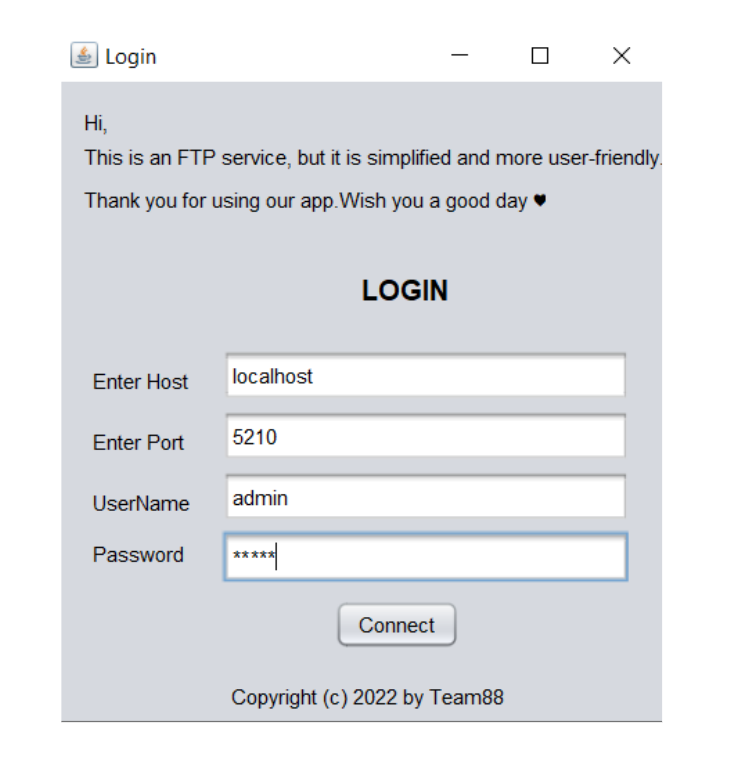 Login
Hi,
This is an FTP service, but it is simplified and more user-friendly.
Thank you for using our app.Wish you a good day ♥
LOGIN
Enter Host localhost
Enter Port 5210
UserName admin
Password *****
Connect
Copyright (c) 2022 by Team88